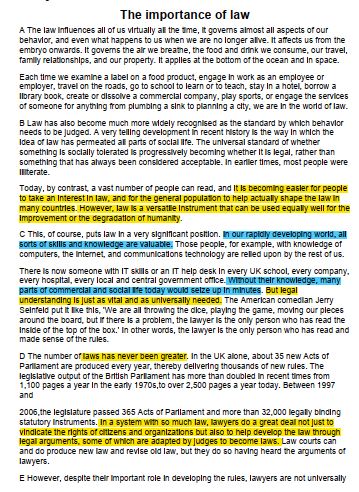 The importance of law
A The law influences all of us virtually all the time, it governs almost all aspects of our
behavior, and even what happens to us when we are no longer alive. It affects us from the
embryo onwards. It governs the air we breathe, the food and drink we consume, our travel,
family relationships, and our property. It applies at the bottom of the ocean and in space.
Each time we examine a label on a food product, engage in work as an employee or
employer, travel on the roads, go to school to learn or to teach, stay in a hotel, borrow a
library book, create or dissolve a commercial company, play sports, or engage the services
of someone for anything from plumbing a sink to planning a city, we are in the world of law.
B Law has also become much more widely recognised as the standard by which behavior
needs to be judged. A very telling development in recent history is the way in which the
idea of law has permeated all parts of social life. The universal standard of whether
something is socially tolerated is progressively becoming whether it is legal, rather than
something that has always been considered acceptable. In earlier times, most people were
illiterate.
Today, by contrast, a vast number of people can read, and it is becoming easier for people
to take an interest in law, and for the general population to help actually shape the law in
many countries. However, law is a versatile instrument that can be used equally well for the
improvement or the degradation of humanity.
C This, of course, puts law in a very significant position. In our rapidly developing world, all
sorts of skills and knowledge are valuable. Those people, for example, with knowledge of
computers, the internet, and communications technology are relied upon by the rest of us.
There is now someone with IT skills or an IT help desk in every UK school, every company,
every hospital, every local and central government office. Without their knowledge, many
parts of commercial and social life today would seize up in minutes. But legal
understanding is just as vital and as universally needed. The American comedian Jerry
Seinfeld put it like this, 'We are all throwing the dice, playing the game, moving our pieces
around the board, but if there is a problem, the lawyer is the only person who has read the
inside of the top of the box.' In other words, the lawyer is the only person who has read and
made sense of the rules.
D The number of laws has never been greater. In the UK alone, about 35 new Acts of
Parliament are produced every year, thereby delivering thousands of new rules. The
legislative output of the British Parliament has more than doubled in recent times from
1,100 pages a year in the early 1970s,to over 2,500 pages a year today. Between 1997
and
2006,the legislature passed 365 Acts of Parliament and more than 32,000 legally binding
statutory instruments. In a system with so much law, lawyers do a great deal not just to
vindicate the rights of citizens and organizations but also to help develop the law through
legal arguments, some of which are adapted by judges to become laws. Law courts can
and do produce new law and revise old law, but they do so having heard the arguments of
lawyers.
E However, despite their important role in developing the rules, lawyers are not universally